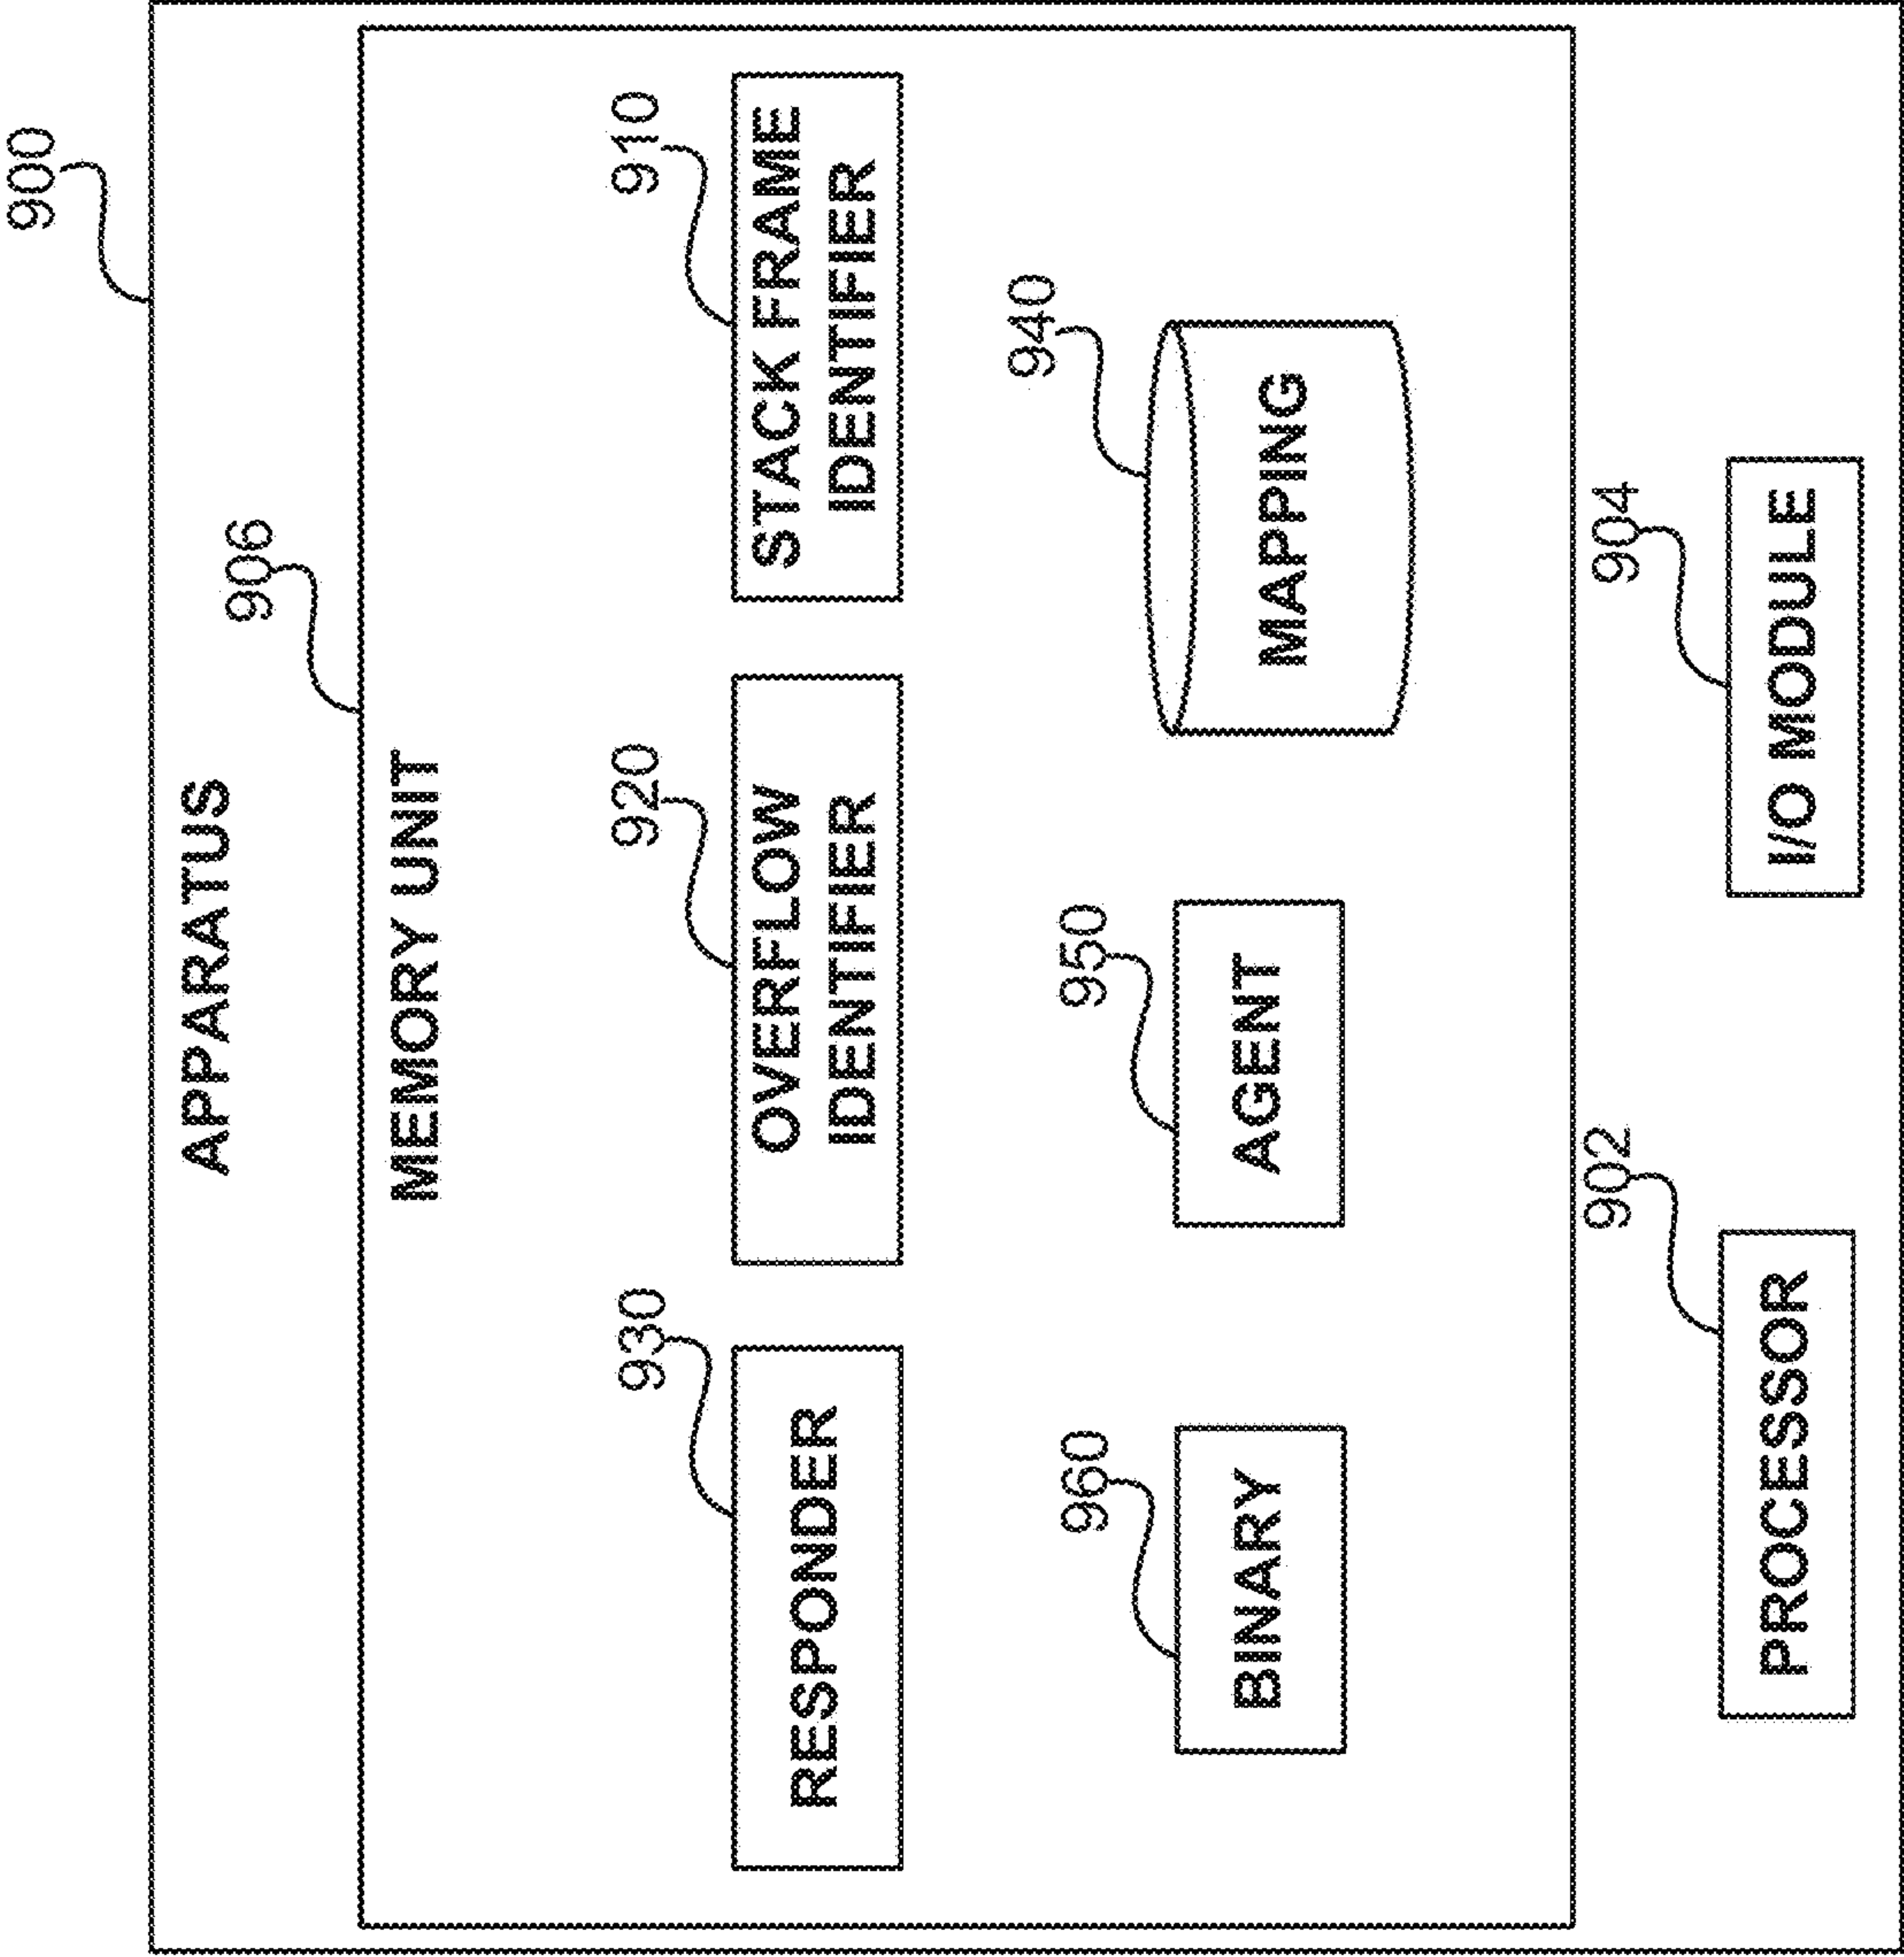 900
APPARATUS
906
MEMORY UNIT
930
RESPONDER
920
OVERFLOW
IDENTIFIER
910
STACK FRAME
IDENTIFIER
960
BINARY
950
AGENT
940
MAPPING
902
PROCESSOR
904
I/O MODULE